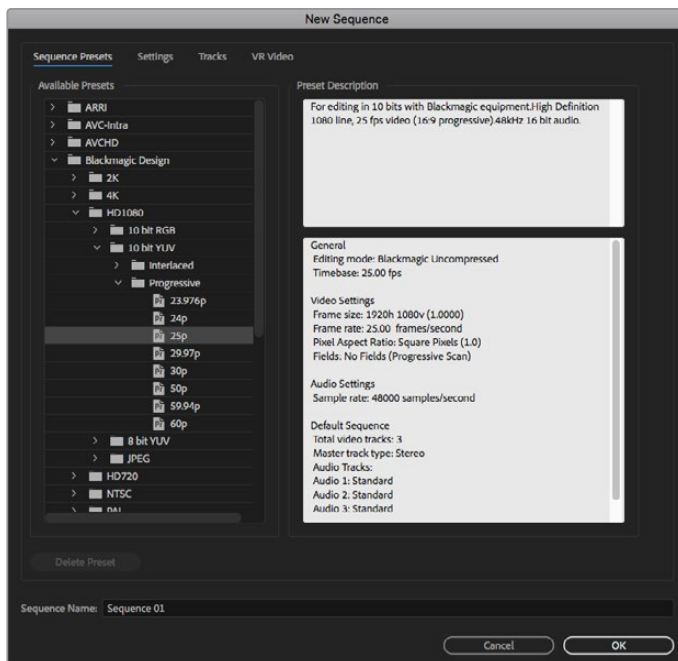 New Sequence
Sequence Presets
Settings
Tracks
VR Video
Available Presets
ARRI
AVC-Intra
AVCHD
Blackmagic Design
2K
4K
HD1080
10 bit RGB
10 bit YUV
Interlaced
Progressive
23.976p
24p
25p
29.97p
30p
50p
59.94p
60p
8 bit YUV
JPEG
HD720
NTSC
PAL
Preset Description
For editing in 10 bits with Blackmagic equipment.High Definition
1080 line, 25 fps video (16:9 progressive).48kHz 16 bit audio.
General
Editing mode: Blackmagic Uncompressed
Timebase: 25.00 fps
Video Settings
Frame size: 1920h 1080v (1.0000)
Frame rate: 25.00 frames/second
Pixel Aspect Ratio: Square Pixels (1.0)
Fields: No Fields (Progressive Scan)
Audio Settings
Sample rate: 48000 samples/second
Default Sequence
Total video tracks: 3
Master track type: Stereo
Audio Tracks:
Audio 1: Standard
Audio 2: Standard
Audio 3: Standard
Delete Preset
Sequence Name: Sequence 01
Cancel
OK